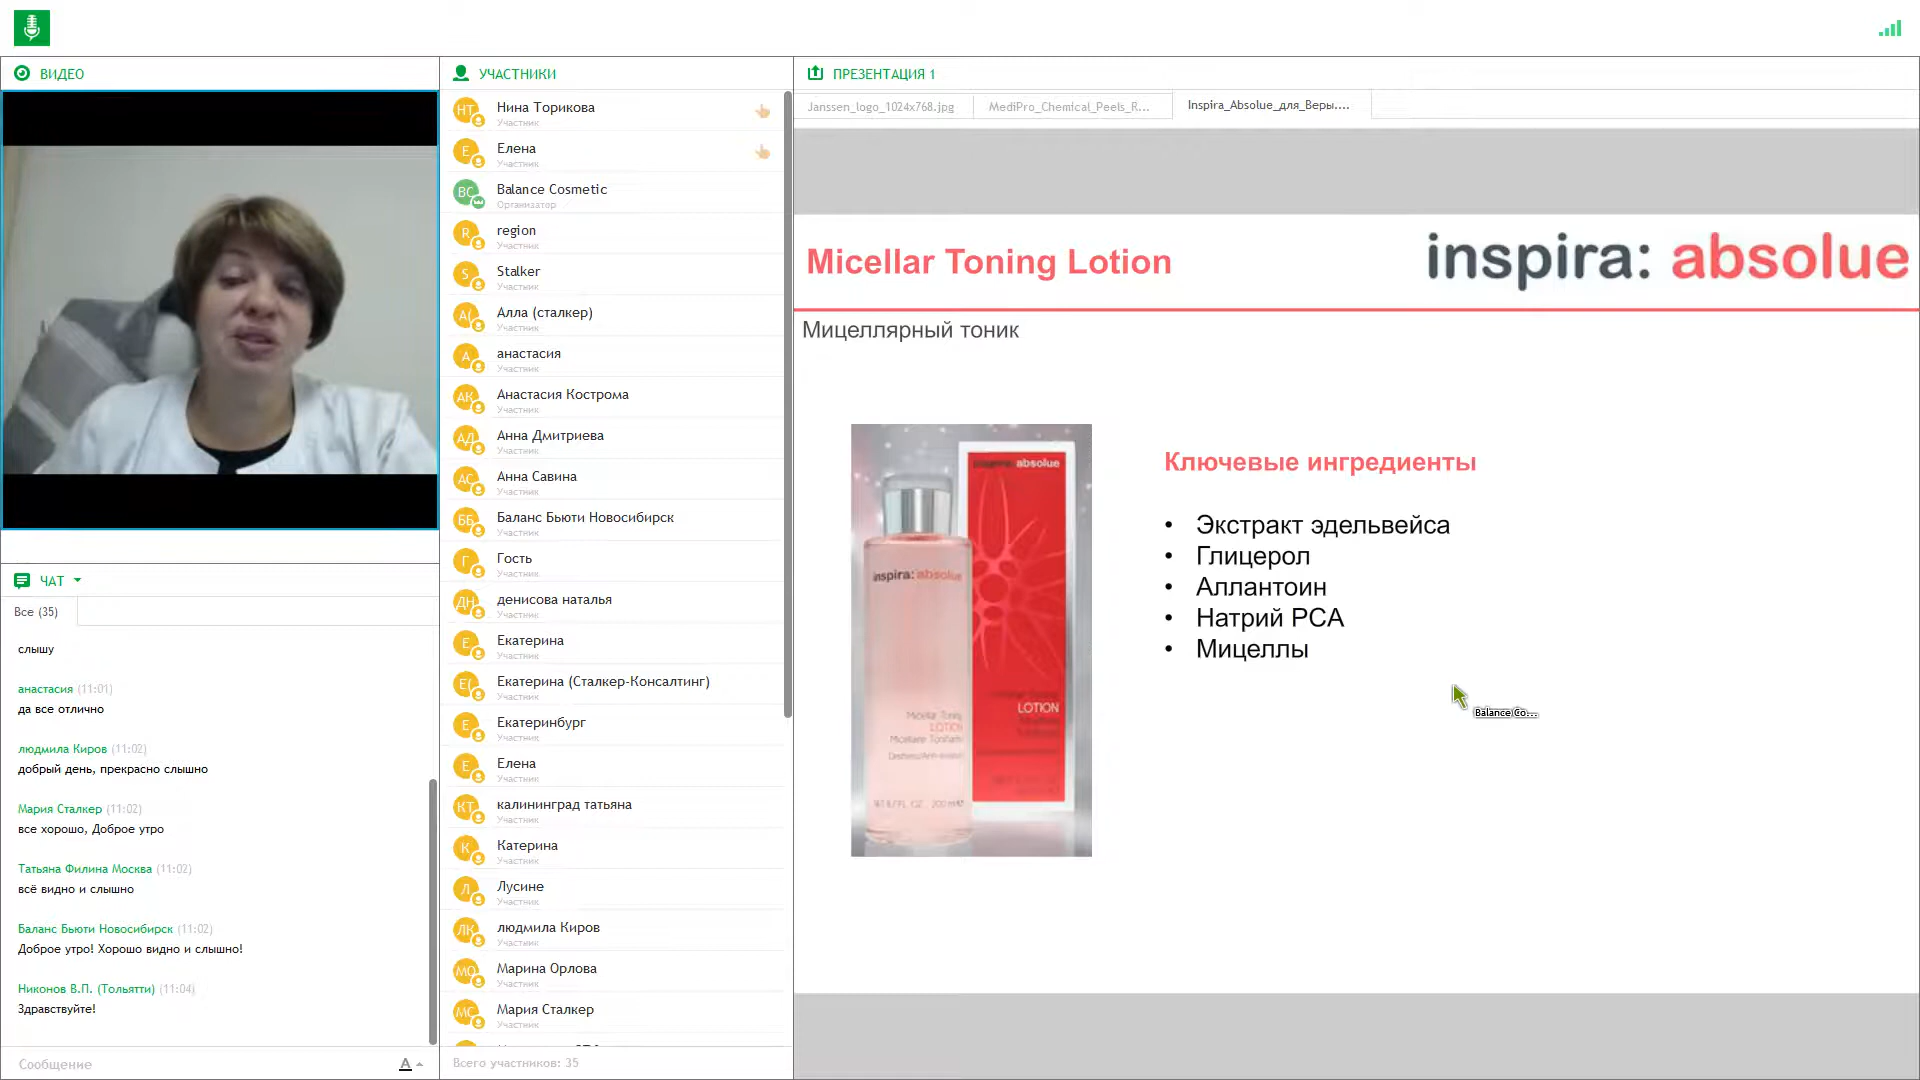 ВИДЕО
УЧАСТНИКИ
Нина Торикова
Участник
Елена
Участник
Balance Cosmetic
Организатор
region
Участник
Stalker
Участник
Алла (сталкер)
Участник
анастасия
Участник
Анастасия Кострома
Участник
Анна Дмитриева
Участник
Анна Савина
Участник
Баланс Бьюти Новосибирск
Участник
Гость
Участник
денисова наталья
Участник
Екатерина
Участник
Екатерина (Сталкер-Консалтинг)
Участник
Екатеринбург
Участник
Елена
Участник
калининград татьяна
Участник
Катерина
Участник
Лусине
Участник
людмила Киров
Участник
Марина Орлова
Участник
Мария Сталкер
Участник
Всего участников: 35
ЧАТ
Все (35)
слышу
анастасия (11:01)
да все отлично
людмила Киров (11:02)
добрый день, прекрасно слышно
Мария Сталкер (11:02)
все хорошо, Доброе утро
Татьяна Филина Москва (11:02)
всё видно и слышно
Баланс Бьюти Новосибирск (11:02)
Доброе утро! Хорошо видно и слышно!
Никонов В.П. (Тольятти) (11:04)
Здравствуйте!
Сообщение
ПРЕЗЕНТАЦИЯ 1
Janssen_logo_1024x768.jpg
MediPro_Chemical_Peels_R...
Inspira_Absolue_для_Веры....
Micellar Toning Lotion
inspira: absolue
Мицеллярный тоник
Ключевые ингредиенты
• Экстракт эдельвейса
• Глицерол
• Аллантоин
• Натрий PCA
• Мицеллы
absolue
inspira: absolue
LOTION
Micellar Toning
LOTION
Balance Co...